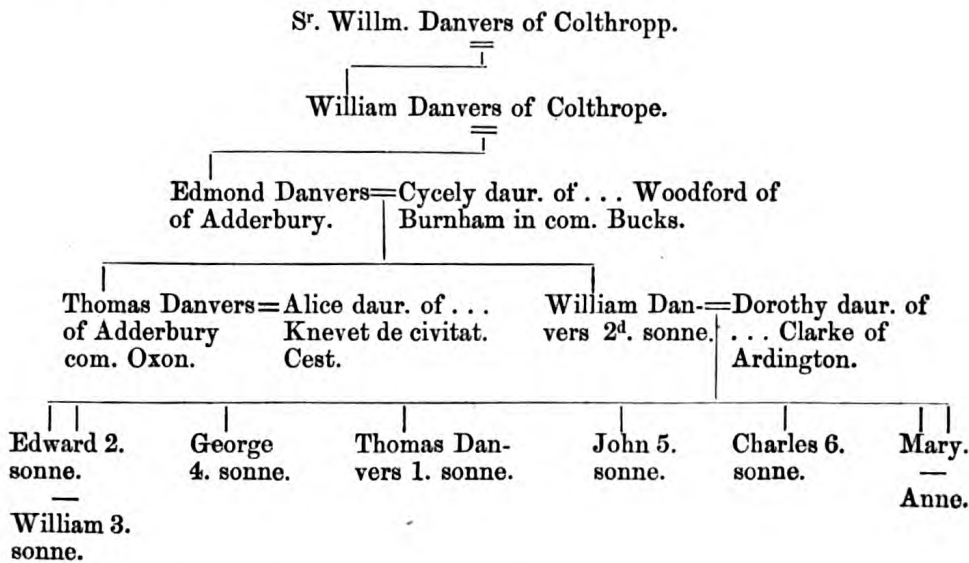 Sʳ. Willm. Danvers of Colthropp.
William Danvers of Colthrope.
Edmond Danvers=Cycely daur. of . . . Woodford of
of Adderbury. Burnham in com. Bucks.
Thomas Danvers=Alice daur. of . . . William Dan-=Dorothy daur. of
of Adderbury Knevet de civitat. vers 2ᵈ. sonne. . . . Clarke of
com. Oxon. Cest. Ardington.
Edward 2. George Thomas Dan- John 5. Charles 6. Mary.
sonne. 4. sonne. vers 1. sonne. sonne. sonne. —
— Anne.
William 3.
sonne.